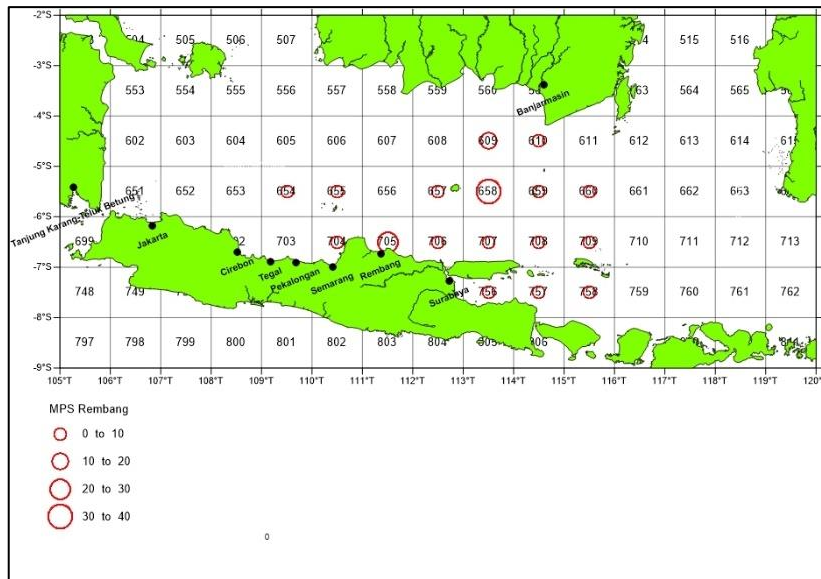 -2°S
504 505 506 507 515 516
-3°S
553 554 555 556 557 558 559 560 563 564 565
Banjarmasin
-4°S
602 603 604 605 606 607 608 609 610 611 612 613 614
-5°S
651 652 653 654 655 656 657 658 659 660 661 662 663
Tanjung Karang-Teluk Betung
-6°S
699 703 704 705 706 707 708 709 710 711 712 713
Jakarta
Cirebon
Tegal
Pekalongan
Semarang
Rembang
Surabaya
-7°S
748 749 756 757 758 759 760 761 762
-8°S
797 798 799 800 801 802 803 804 805 806
-9°S
105°T 106°T 107°T 108°T 109°T 110°T 111°T 112°T 113°T 114°T 115°T 116°T 117°T 118°T 119°T
MPS Rembang
0 to 10
10 to 20
20 to 30
30 to 40
0